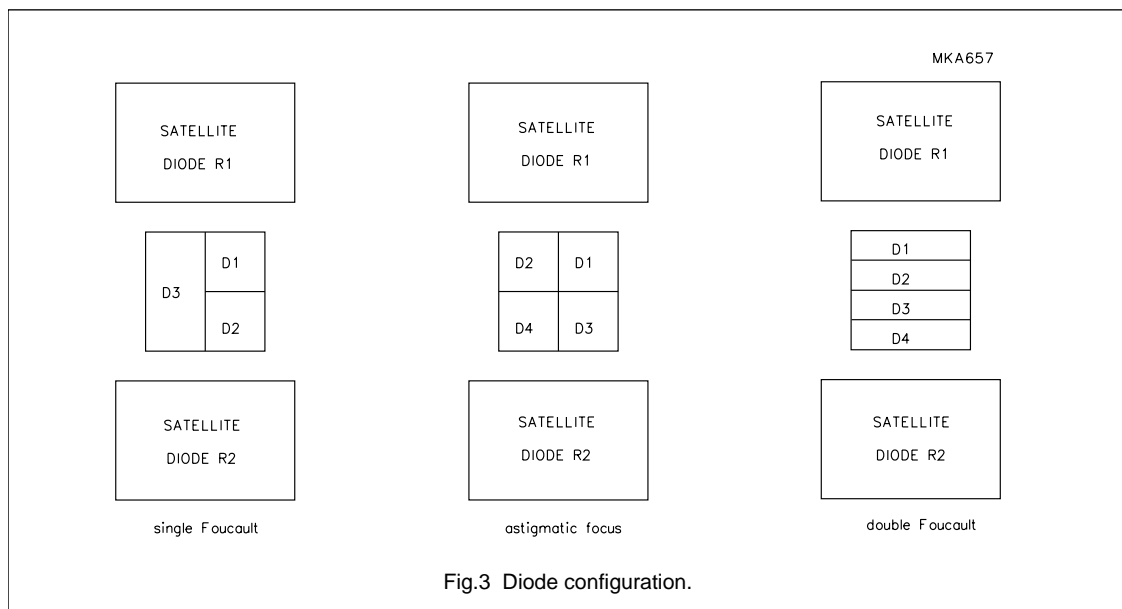 MKA657
SATELLITE
DIODE R1
D3
D1
D2
SATELLITE
DIODE R2
single Foucault
SATELLITE
DIODE R1
D2
D1
D4
D3
SATELLITE
DIODE R2
astigmatic focus
SATELLITE
DIODE R1
D1
D2
D3
D4
SATELLITE
DIODE R2
double Foucault
Fig.3 Diode configuration.